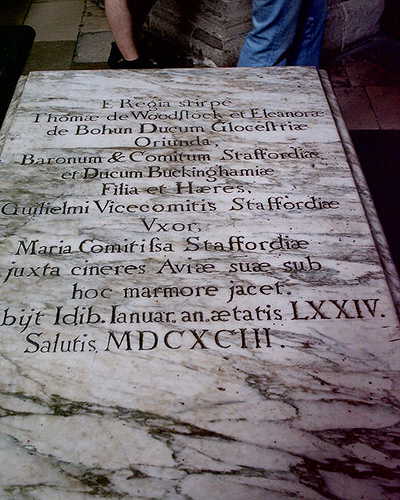 E Regia stirpe
Thomæ de Woodſtock et Eleanoræ
de Bohun Ducum Gloceſtriæ
Oriunda,
Baronum & Comitum Staffordiæ
et Ducum Buckinghamiæ
Filia et Hæres,
Guilielmi Vicecomitis Staffordiæ
Vxor,
Maria Comitiſsa Staffordiæ
juxta cineres Aviæ suæ sub
hoc marmore jacet.
bijt Idib. Ianuar. an. ætatis LXXIV.
Salutis, MDCXCIII.